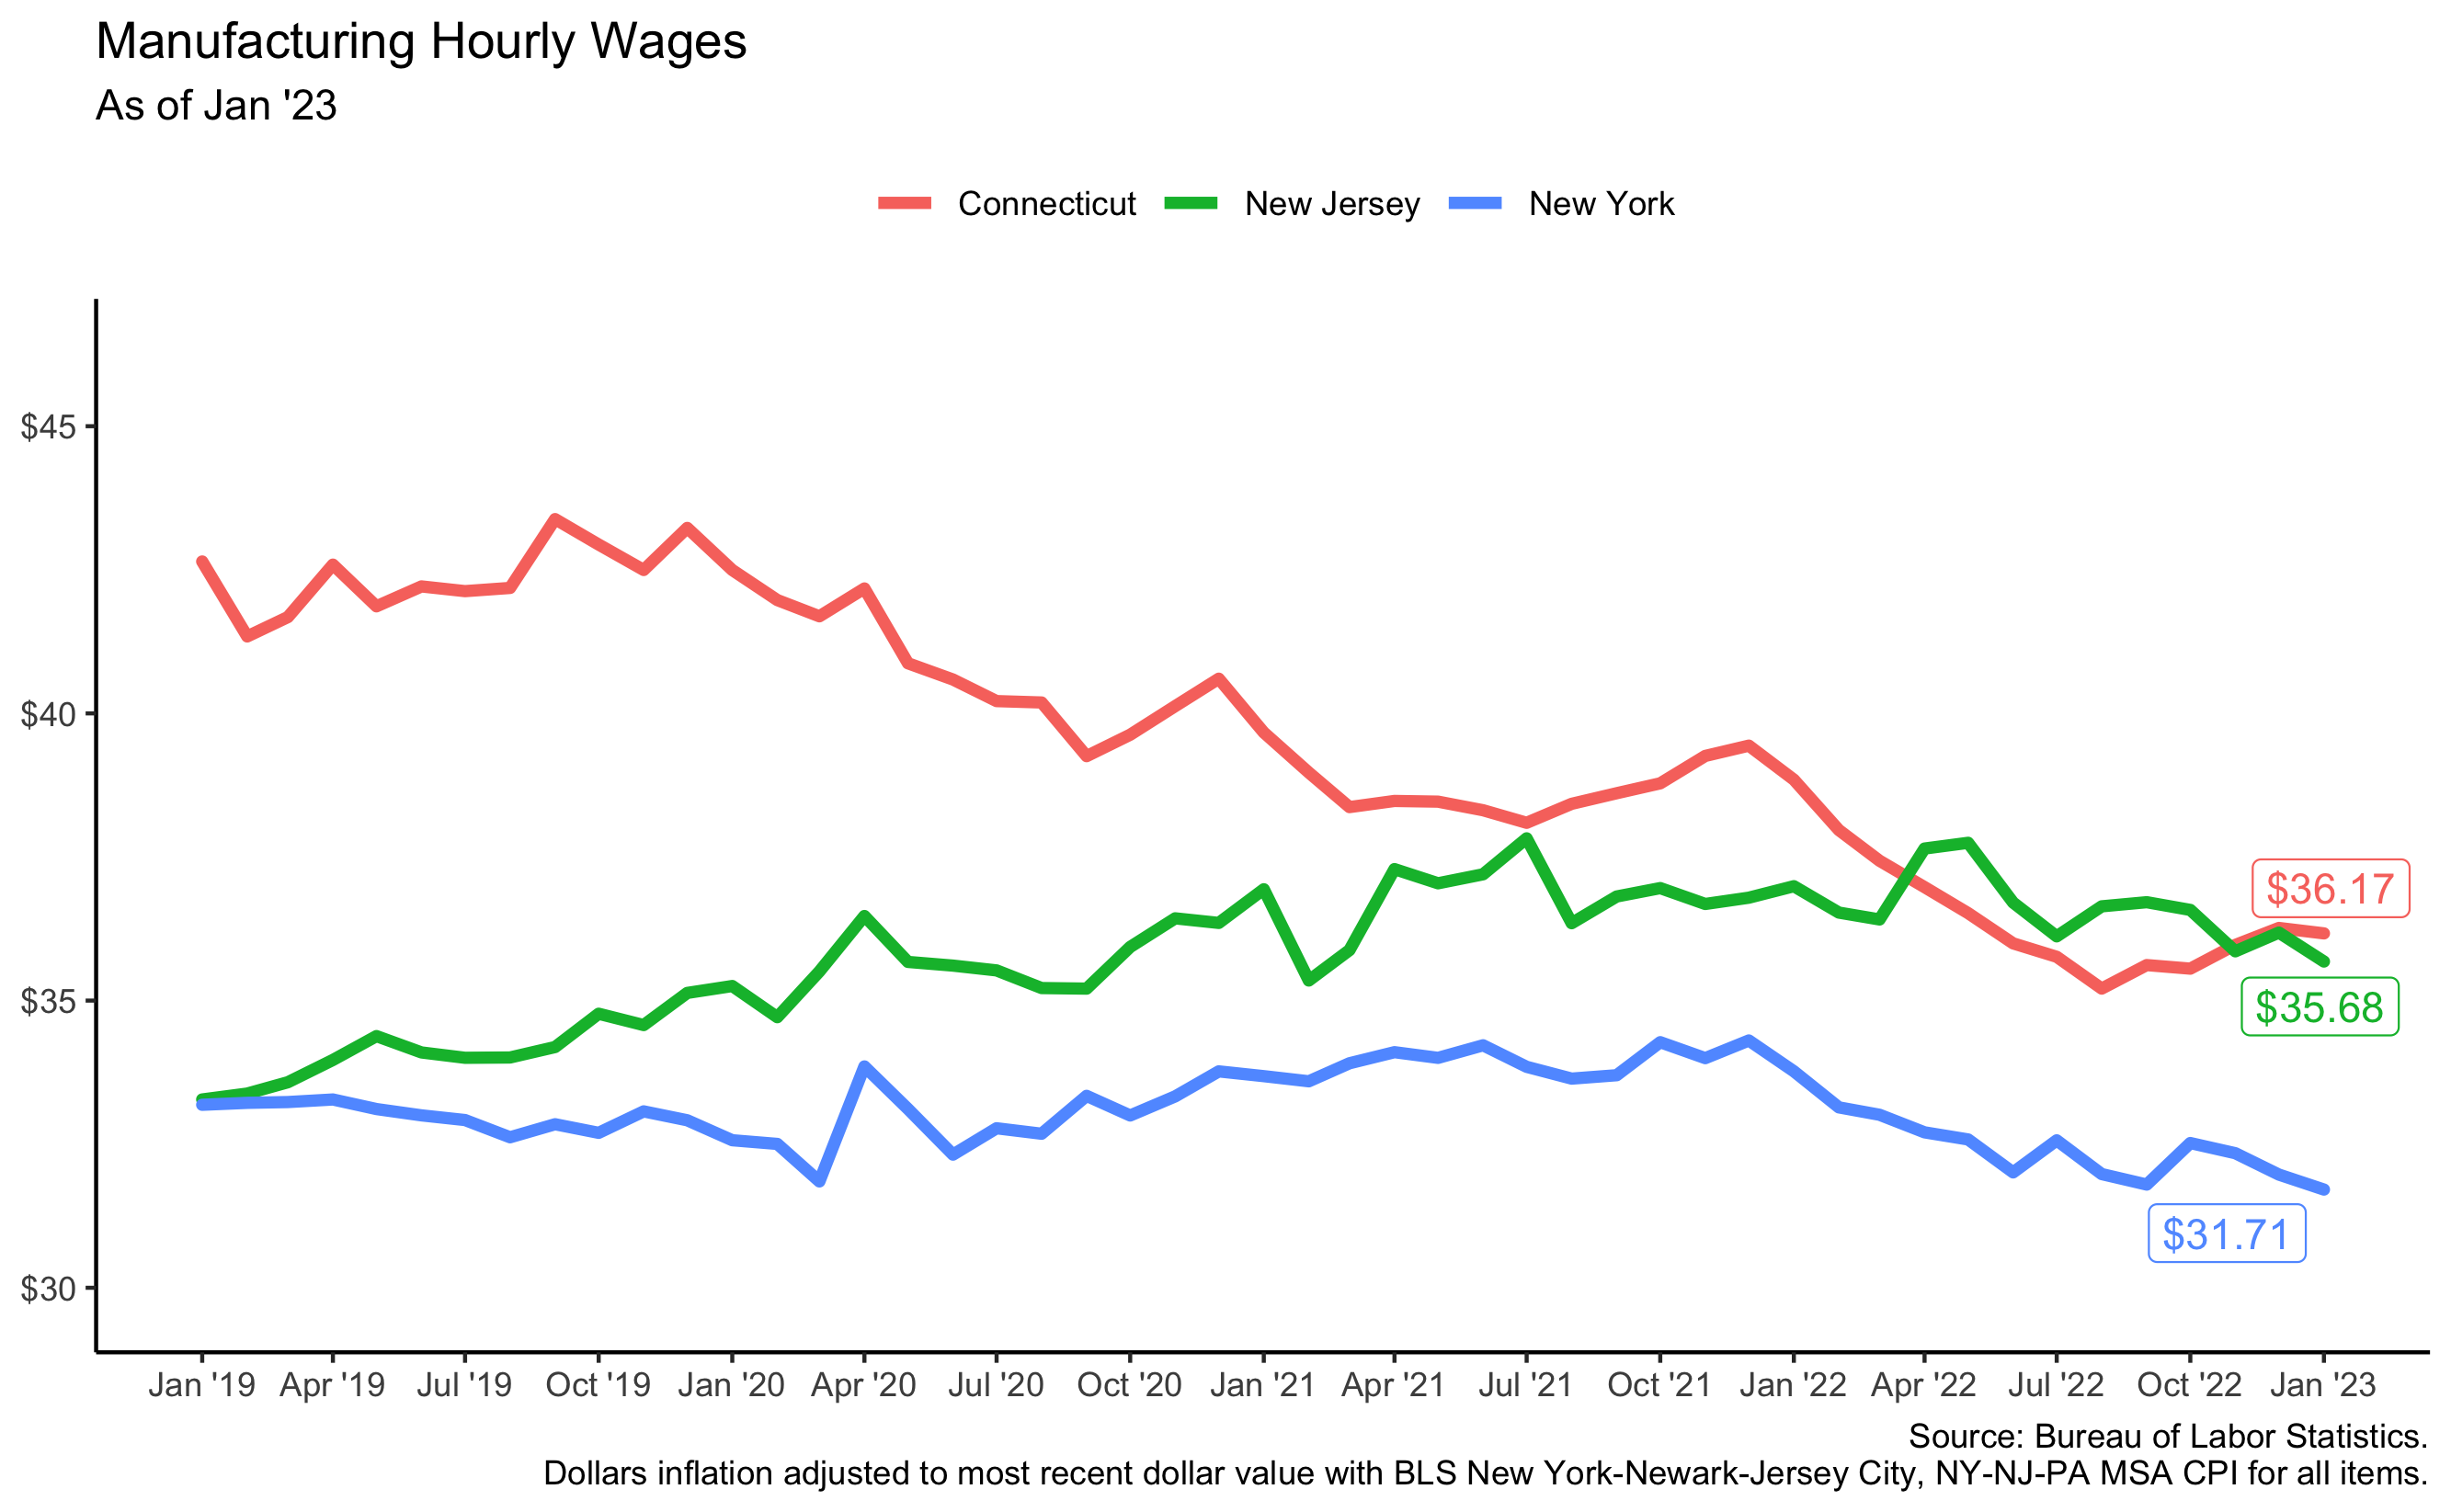 Manufacturing Hourly Wages
As of Jan '23
Connecticut New Jersey New York
$45
$40
$35
$30
$36.17
$35.68
$31.71
Jan '19 Apr '19 Jul '19 Oct '19 Jan '20 Apr '20 Jul '20 Oct '20 Jan '21 Apr '21 Jul '21 Oct '21 Jan '22 Apr '22 Jul '22 Oct '22 Jan '23
Source: Bureau of Labor Statistics.
Dollars inflation adjusted to most recent dollar value with BLS New York-Newark-Jersey City, NY-NJ-PA MSA CPI for all items.